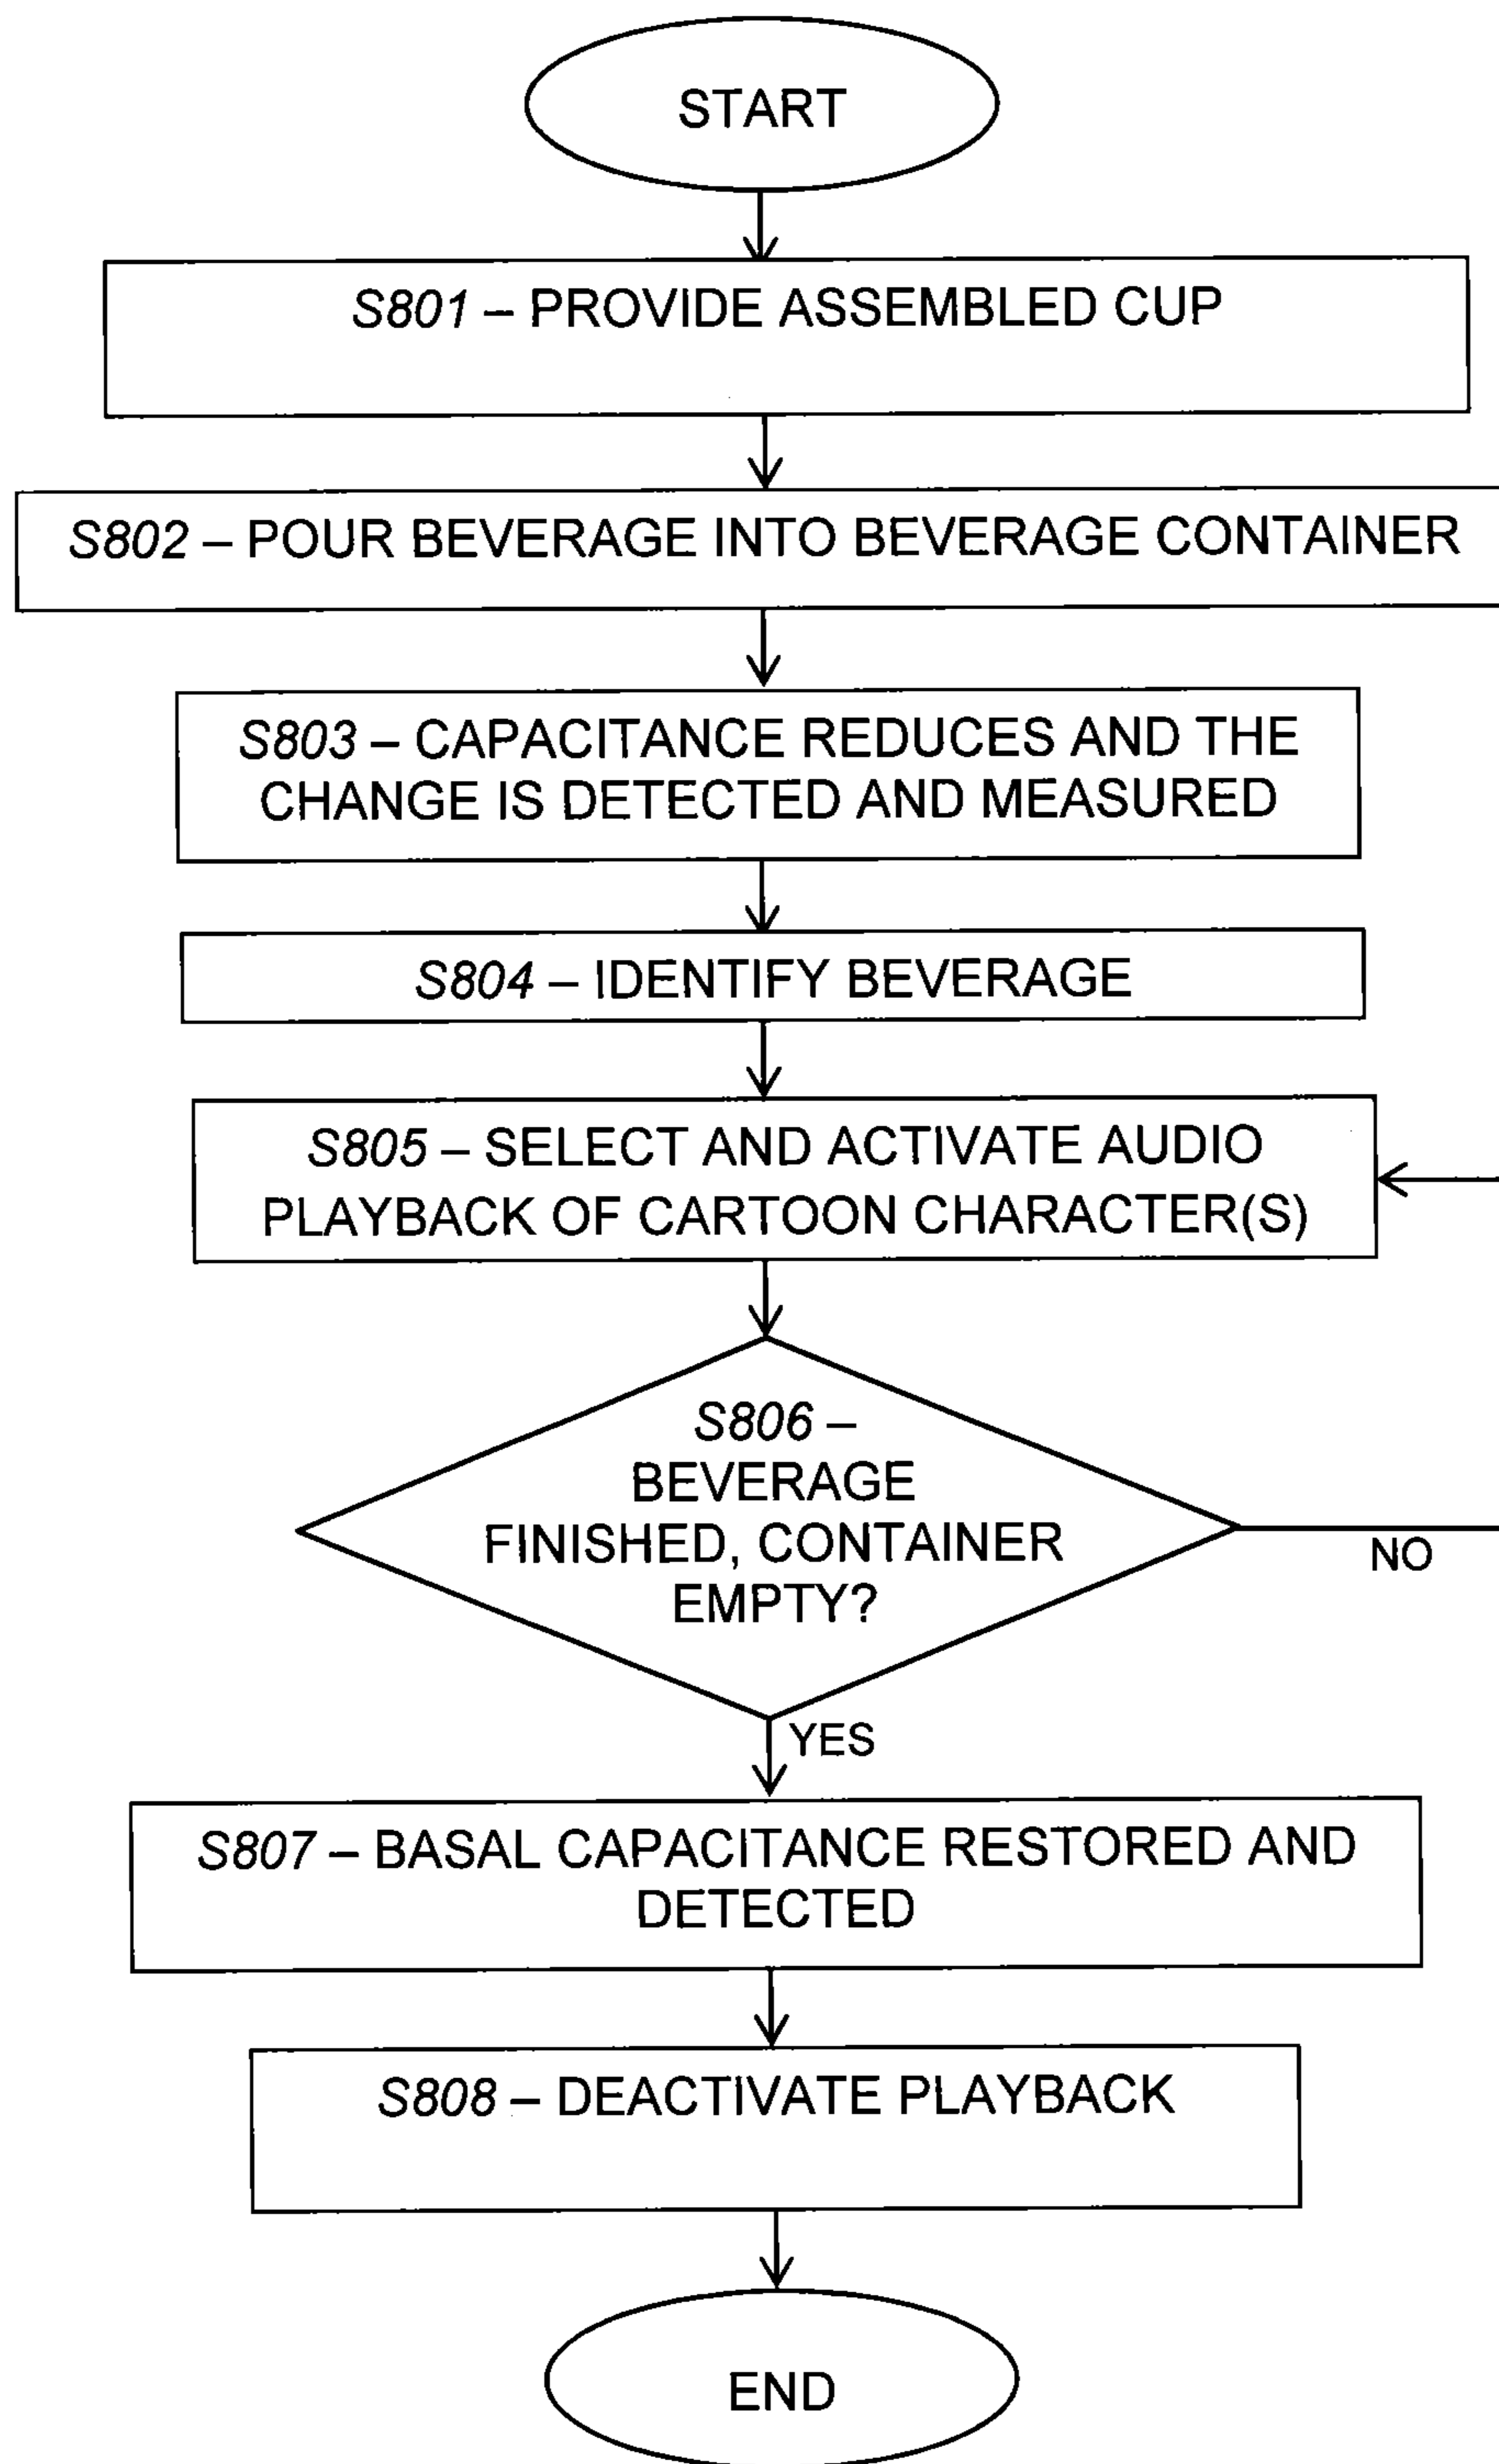 START
S801 – PROVIDE ASSEMBLED CUP
S802 – POUR BEVERAGE INTO BEVERAGE CONTAINER
S803 – CAPACITANCE REDUCES AND THE
CHANGE IS DETECTED AND MEASURED
S804 – IDENTIFY BEVERAGE
S805 – SELECT AND ACTIVATE AUDIO
PLAYBACK OF CARTOON CHARACTER(S)
S806 –
BEVERAGE
FINISHED, CONTAINER
EMPTY?
NO
YES
S807 – BASAL CAPACITANCE RESTORED AND
DETECTED
S808 – DEACTIVATE PLAYBACK
END